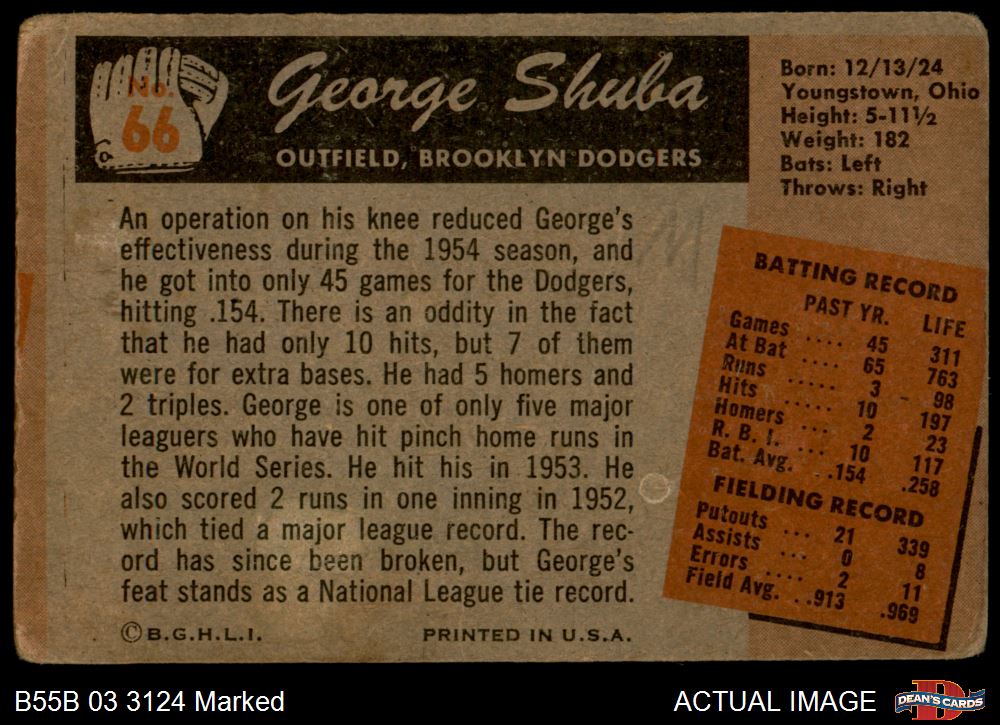 No.
66
George Shuba
OUTFIELD, BROOKLYN DODGERS
Born: 12/13/24
Youngstown, Ohio
Height: 5-11½
Weight: 182
Bats: Left
Throws: Right
An operation on his knee reduced George's
effectiveness during the 1954 season, and
he got into only 45 games for the Dodgers,
hitting .154. There is an oddity in the fact
that he had only 10 hits, but 7 of them
were for extra bases. He had 5 homers and
2 triples. George is one of only five major
leaguers who have hit pinch home runs in
the World Series. He hit his in 1953. He
also scored 2 runs in one inning in 1952,
which tied a major league record. The rec-
ord has since been broken, but George's
feat stands as a National League tie record.
©B.G.H.L.I. PRINTED IN U.S.A.
M
BATTING RECORD
PAST YR. LIFE
Games .... 45 311
At Bat .... 65 763
Runs ..... 3 98
Hits ..... 10 197
Homers ... 2 23
R. B. I. ... 10 117
Bat. Avg. ..154 .258
FIELDING RECORD
Putouts ... 21 339
Assists ... 0 8
Errors .... 2 11
Field Avg. ..913 .969
B55B 03 3124 Marked
ACTUAL IMAGE
D
DEAN'S CARDS